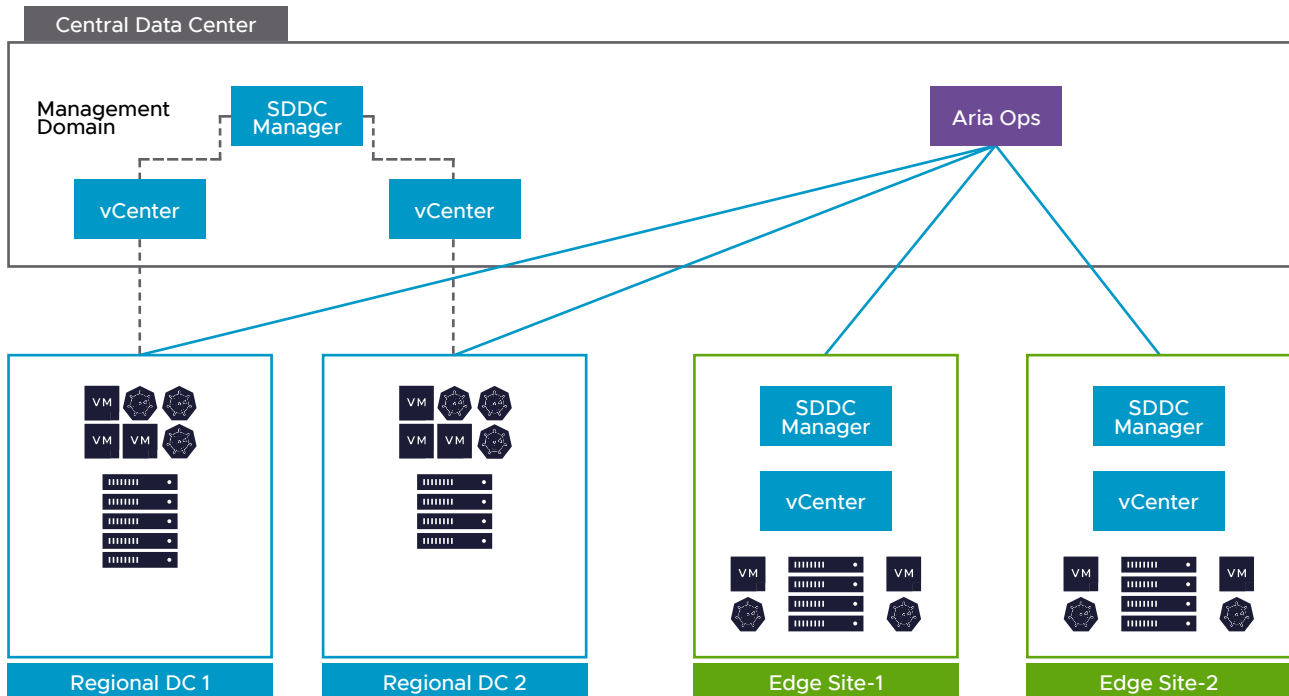 Central Data Center
Management
Domain
SDDC
Manager
Aria Ops
vCenter
vCenter
VM
VM
VM
VM
VM
VM
SDDC
Manager
vCenter
VM
VM
SDDC
Manager
vCenter
VM
VM
Regional DC 1
Regional DC 2
Edge Site-1
Edge Site-2